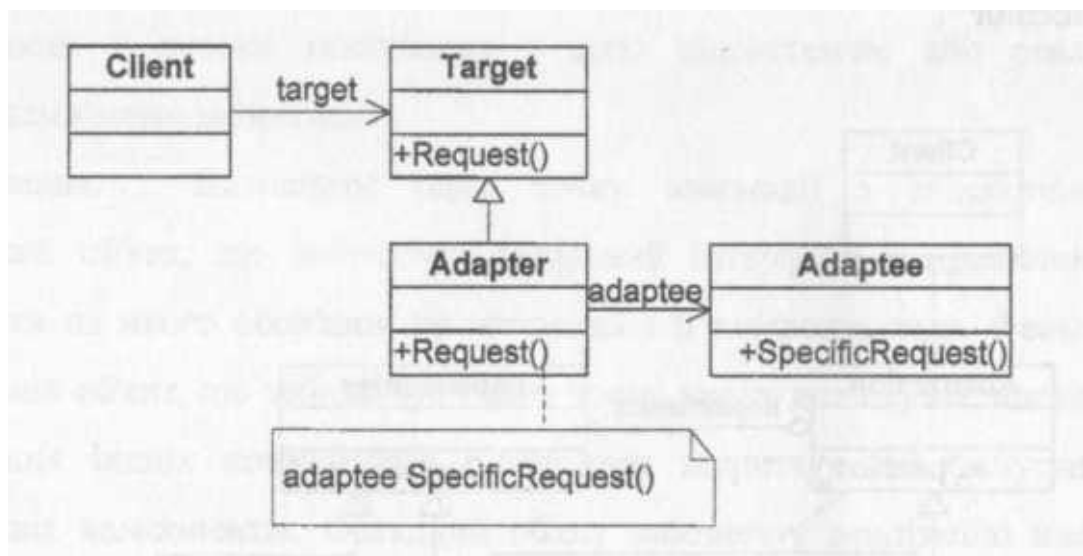 Client
Target
target
+Request()
Adapter
Adaptee
adaptee
+Request()
+SpecificRequest()
adaptee SpecificRequest()